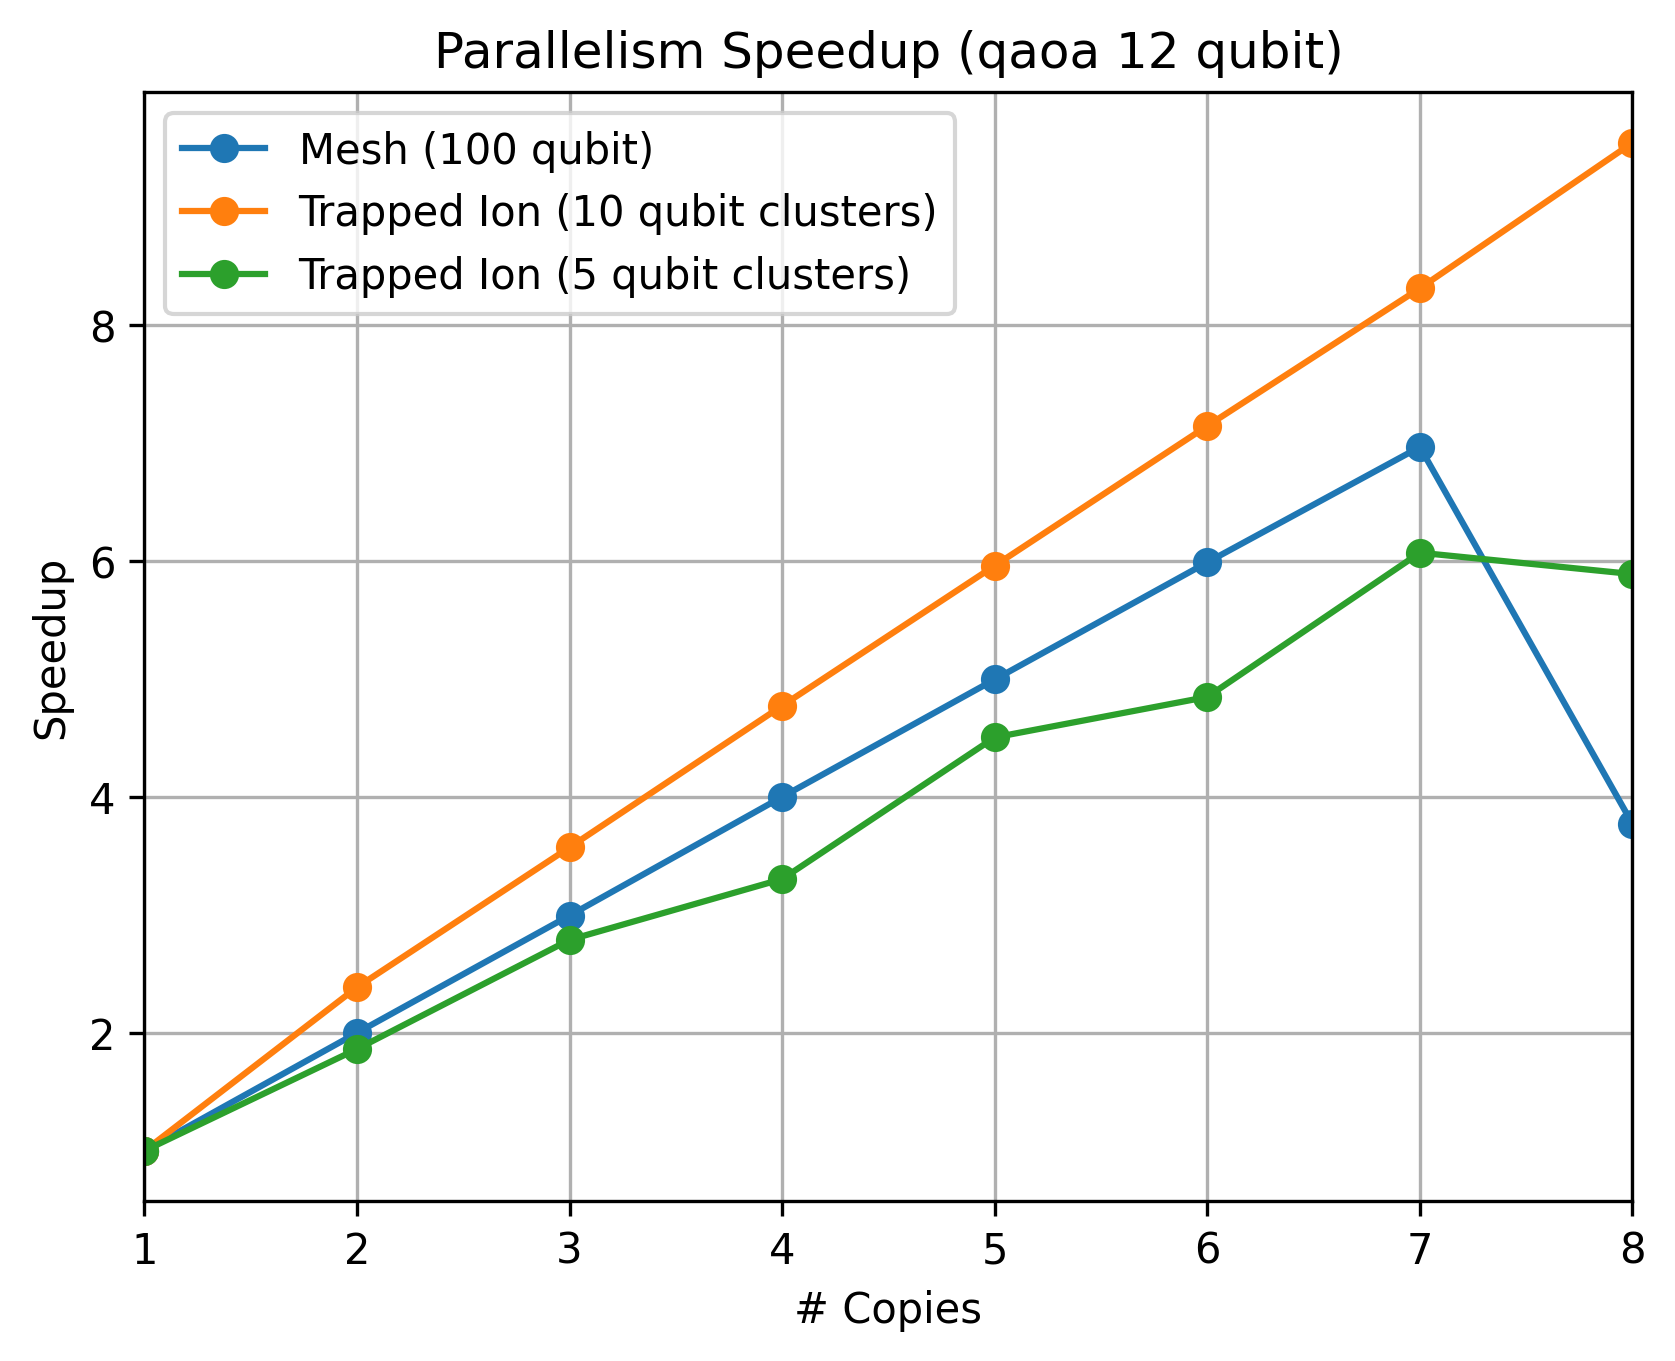 Parallelism Speedup (qaoa 12 qubit)
Mesh (100 qubit)
Trapped Ion (10 qubit clusters)
Trapped Ion (5 qubit clusters)
8
6
4
2
Speedup
1 2 3 4 5 6 7 8
# Copies